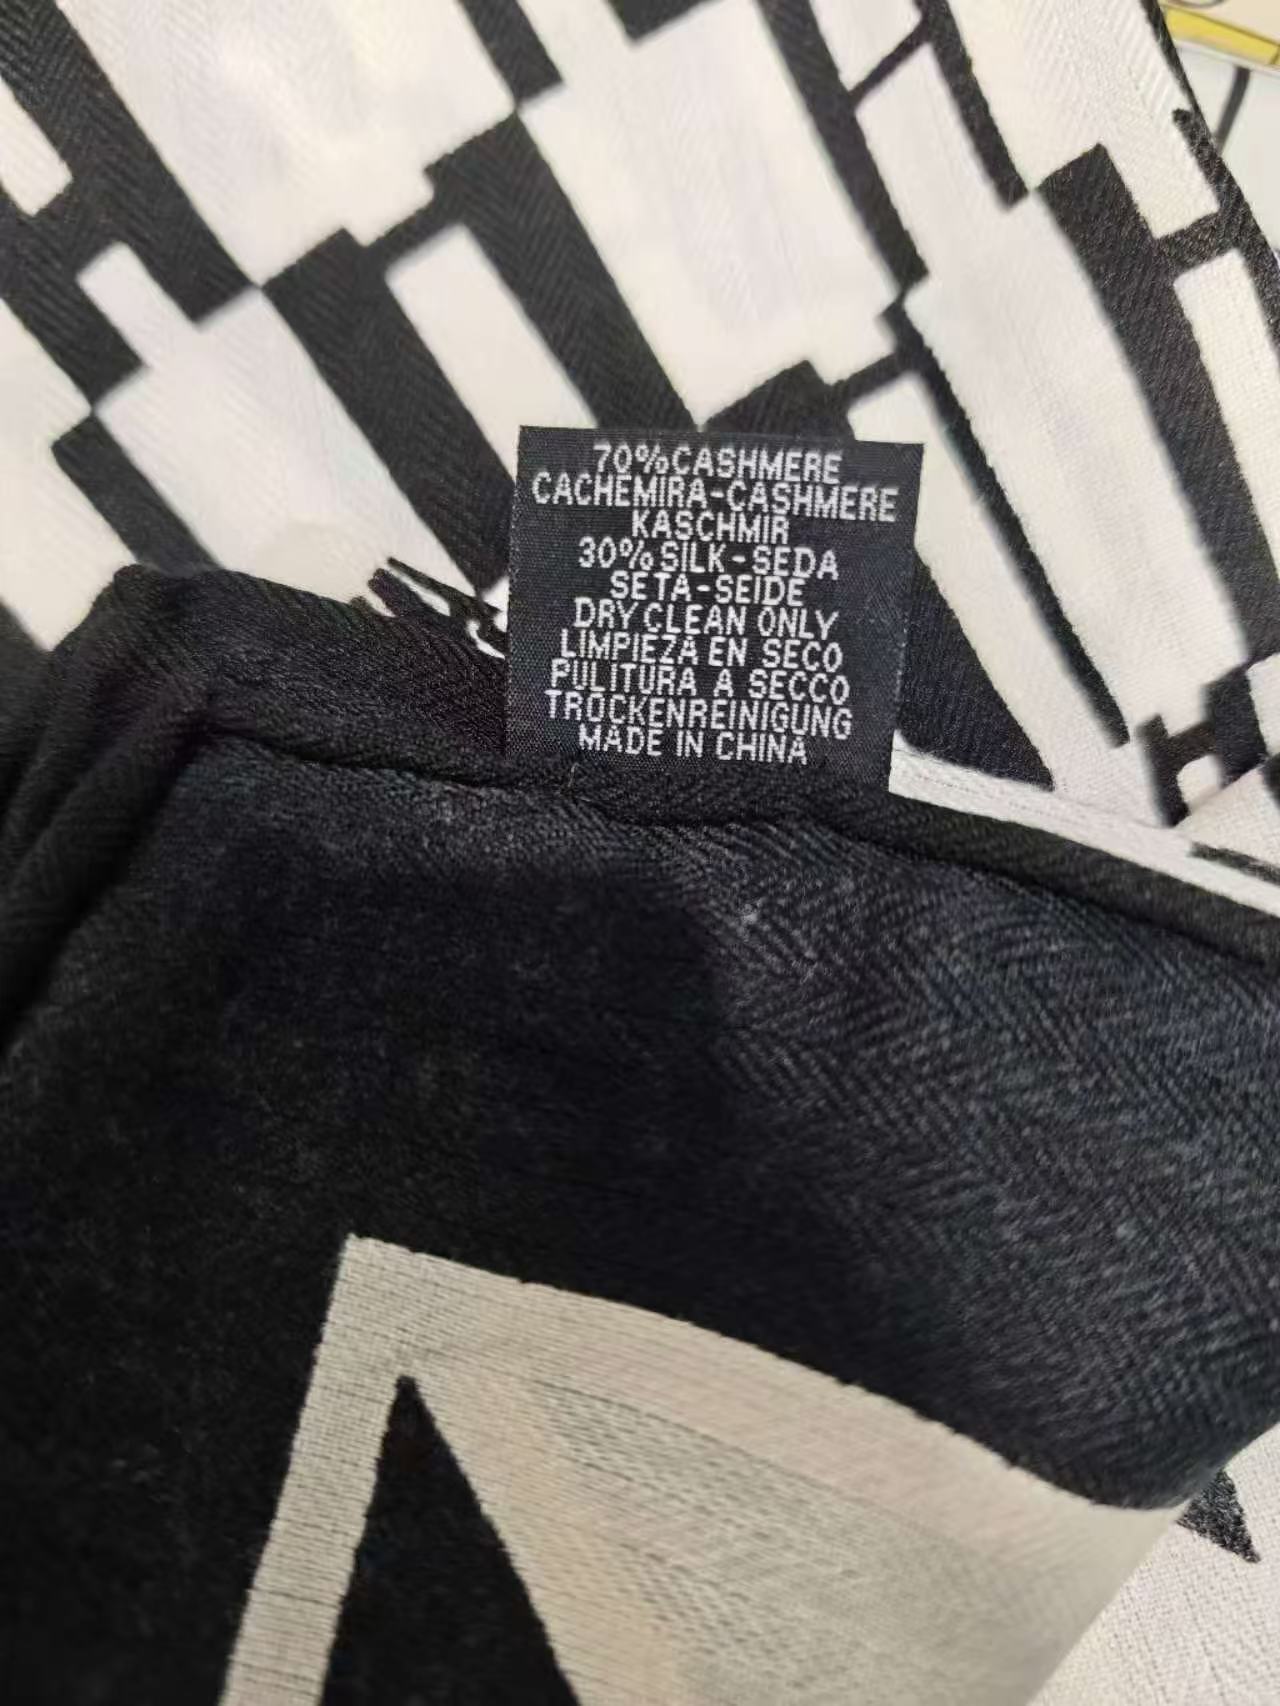 70%CASHMERE
CACHEMIRA-CASHMERE
KASCHMIR
30%SILK-SEDA
SETA-SEIDE
DRY CLEAN ONLY
LIMPIEZA EN SECO
PULITURA A SECCO
TROCKENREINIGUNG
MADE IN CHINA